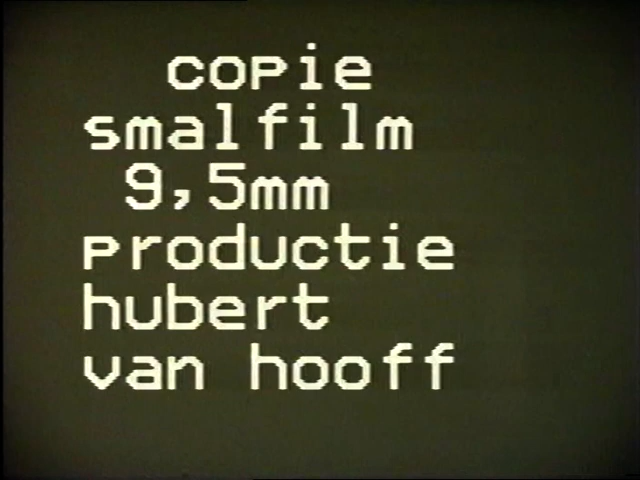 copie
smalfilm
9,5mm
productie
hubert
van hooff